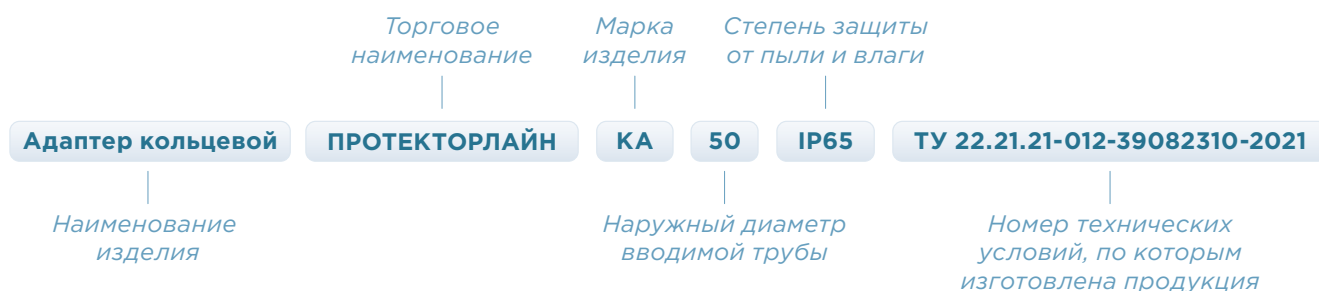 Торговое
наименование
Марка
изделия
Степень защиты
от пыли и влаги
Адаптер кольцевой ПРОТЕКТОРЛАЙН КА 50 IP65 ТУ 22.21.21-012-39082310-2021
Наименование
изделия
Наружный диаметр
вводимой трубы
Номер технических
условий, по которым
изготовлена продукция